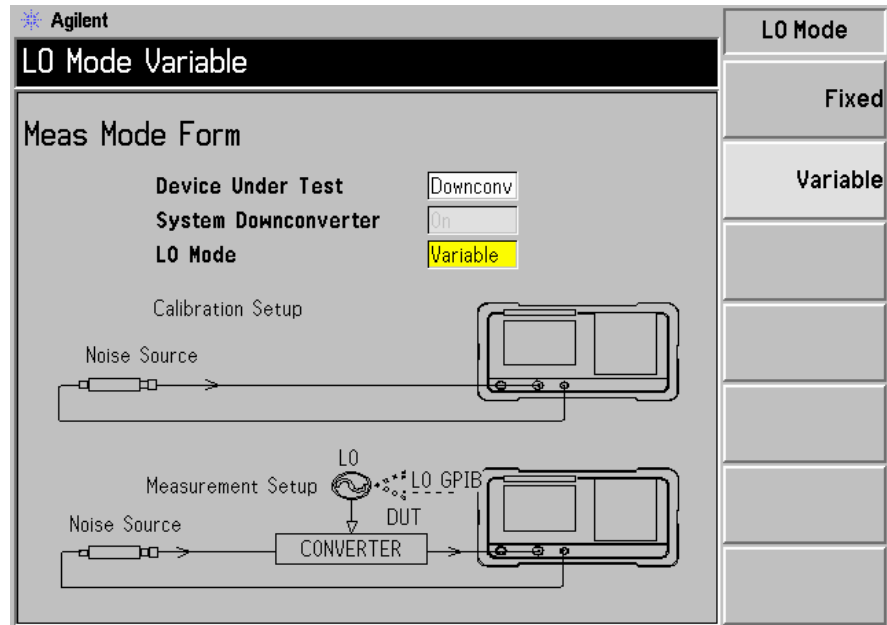 Agilent
LO Mode
LO Mode Variable
Fixed
Meas Mode Form
Variable
Device Under Test Downconv
System Downconverter On
LO Mode Variable
Calibration Setup
Noise Source
LO
Measurement Setup LO GPIB
Noise Source DUT
CONVERTER